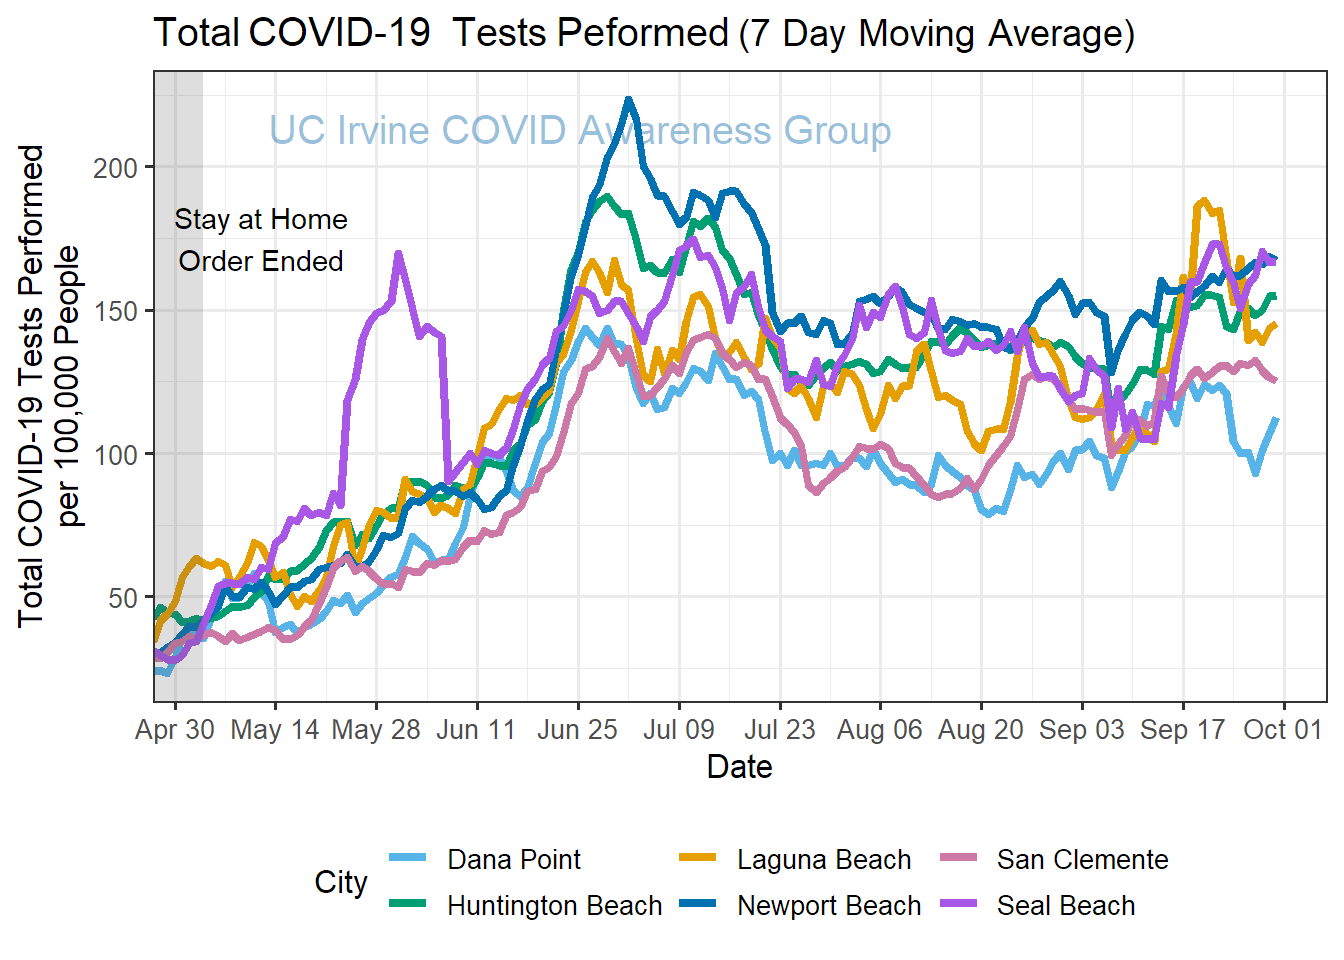 Total COVID-19  Tests Peformed (7 Day Moving Average)
UC Irvine COVID Awareness Group
Stay at Home
Order Ended
Total COVID-19 Tests Performed
per 100,000 People
200
150
100
50
Apr 30 May 14 May 28 Jun 11 Jun 25 Jul 09 Jul 23 Aug 06 Aug 20 Sep 03 Sep 17 Oct 01
Date
City
Dana Point Laguna Beach San Clemente
Huntington Beach Newport Beach Seal Beach